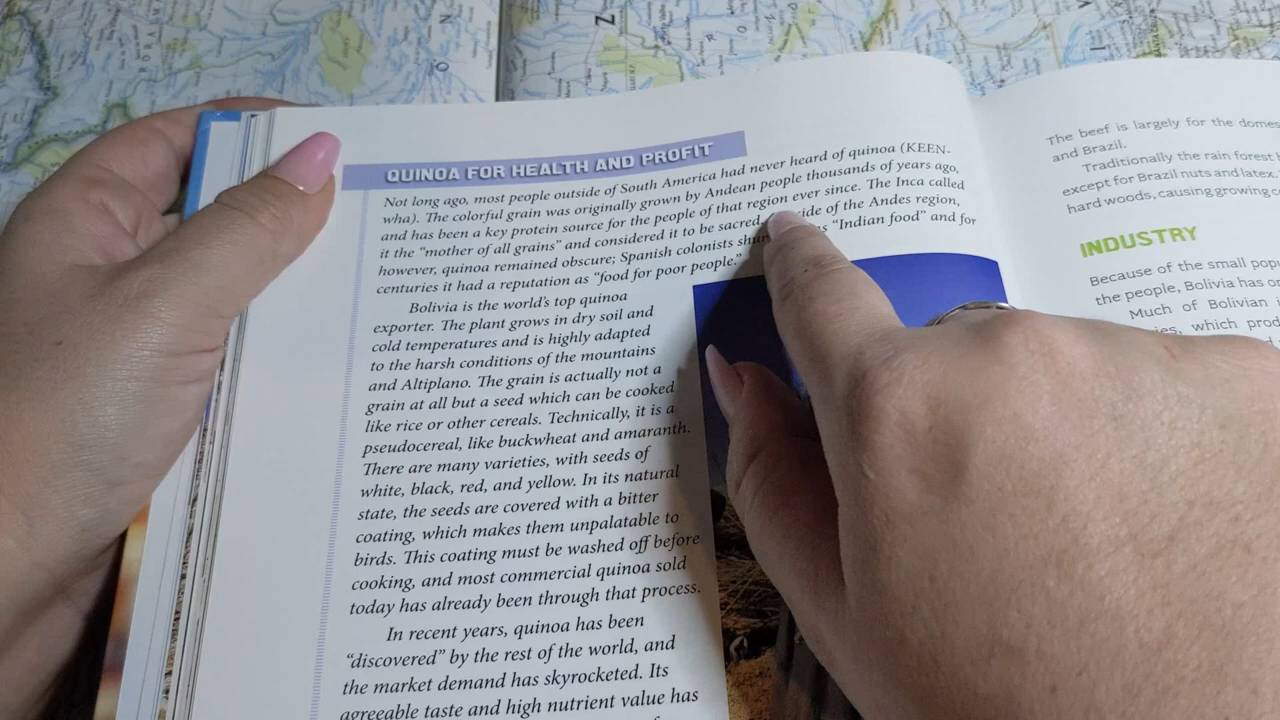 QUINOA FOR HEALTH AND PROFIT
Not long ago, most people outside of South America had never heard of quinoa (KEEN-
wha). The colorful grain was originally grown by Andean people thousands of years ago,
and has been a key protein source for the people of that region ever since. The Inca called
it the “mother of all grains” and considered it to be sacred. of the Andes region,
however, quinoa remained obscure; Spanish colonists “Indian food” and for
centuries it had a reputation as “food for poor people.”
Bolivia is the world’s top quinoa
exporter. The plant grows in dry soil and
cold temperatures and is highly adapted
to the harsh conditions of the mountains
and Altiplano. The grain is actually not a
grain at all but a seed which can be cooked
like rice or other cereals. Technically, it is a
pseudocereal, like buckwheat and amaranth.
There are many varieties, with seeds of
white, black, red, and yellow. In its natural
state, the seeds are covered with a bitter
coating, which makes them unpalatable to
birds. This coating must be washed off before
cooking, and most commercial quinoa sold
today has already been through that process.
In recent years, quinoa has been
“discovered” by the rest of the world, and
the market demand has skyrocketed. Its
agreeable taste and high nutrient value has
The beef is largely for the domes
and Brazil.
Traditionally the rain forest
except for Brazil nuts and latex.
hard woods, causing growing
INDUSTRY
Because of the small popu
the people, Bolivia has
Much of Bolivian
which prod